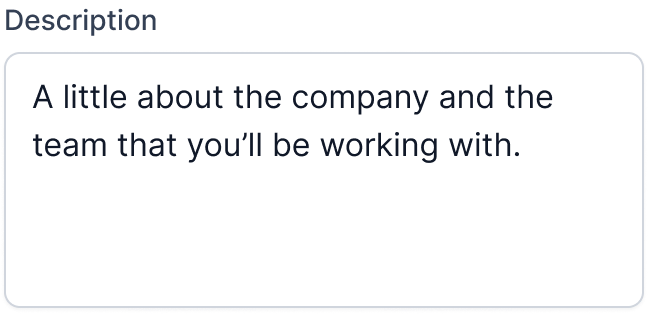 Description
A little about the company and the
team that you’ll be working with.